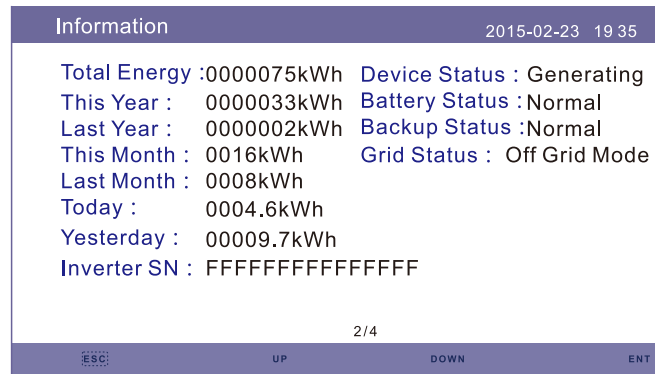 Information 2015-02-23 19 35
Total Energy :0000075kWh Device Status : Generating
This Year : 0000033kWh Battery Status :Normal
Last Year : 0000002kWh Backup Status :Normal
This Month : 0016kWh Grid Status : Off Grid Mode
Last Month : 0008kWh
Today : 0004.6kWh
Yesterday : 00009.7kWh
Inverter SN : FFFFFFFFFFFFFFF
2/4
ESC UP DOWN ENT